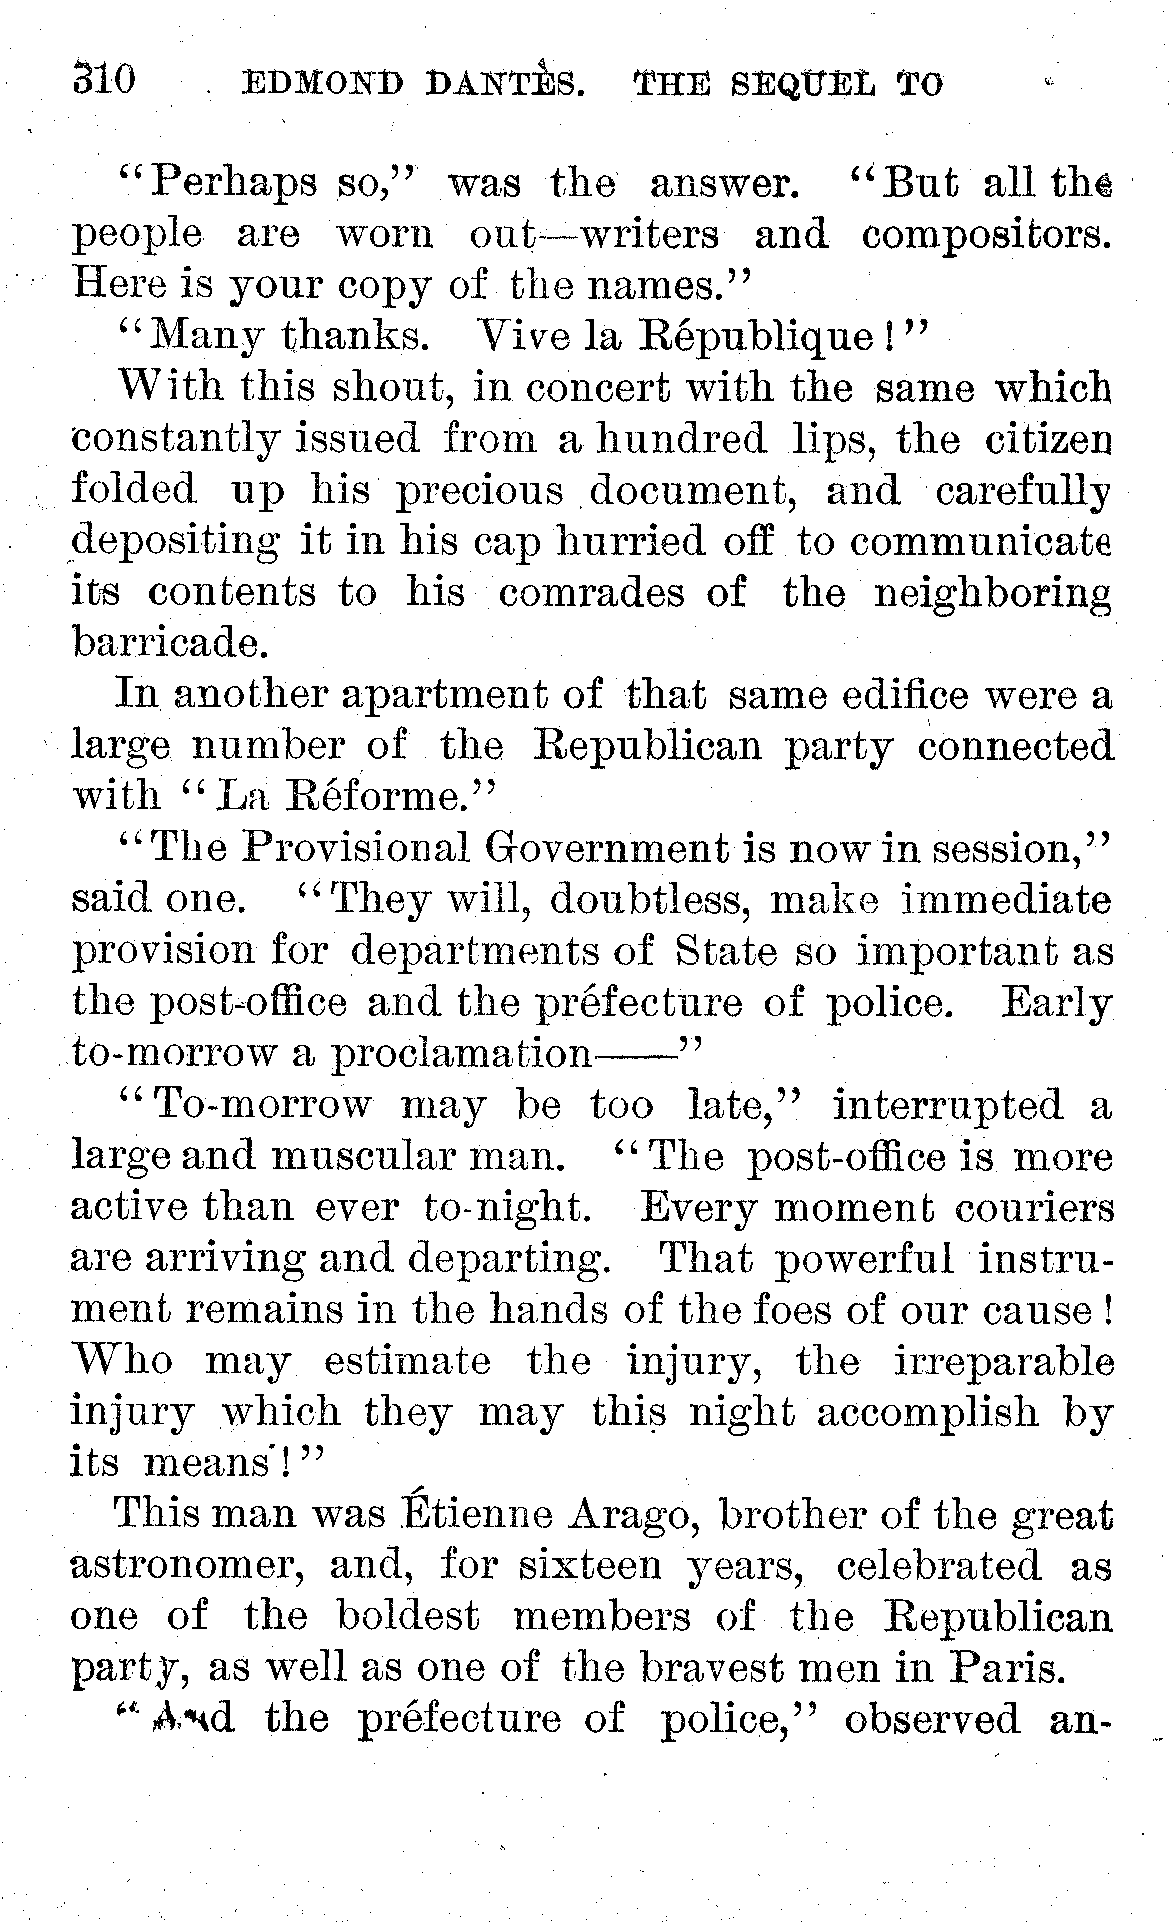 310 EDMOND DANTÈS. THE SEQUEL TO
"Perhaps so," was the answer. "But all the
people are worn out—writers and compositors.
Here is your copy of the names."
"Many thanks. Vive la République!"
With this shout, in concert with the same which
constantly issued from a hundred lips, the citizen
folded up his precious document, and carefully
depositing it in his cap hurried off to communicate
its contents to his comrades of the neighboring
barricade.
In another apartment of that same edifice were a
large number of the Republican party connected
with "La Réforme."
"The Provisional Government is now in session,"
said one. "They will, doubtless, make immediate
provision for departments of State so important as
the post-office and the préfecture of police. Early
to-morrow a proclamation——"
"To-morrow may be too late," interrupted a
large and muscular man. "The post-office is more
active than ever to-night. Every moment couriers
are arriving and departing. That powerful instru-
ment remains in the hands of the foes of our cause!
Who may estimate the injury, the irreparable
injury which they may this night accomplish by
its means!"
This man was Étienne Arago, brother of the great
astronomer, and, for sixteen years, celebrated as
one of the boldest members of the Republican
party, as well as one of the bravest men in Paris.
"And the préfecture of police," observed an-